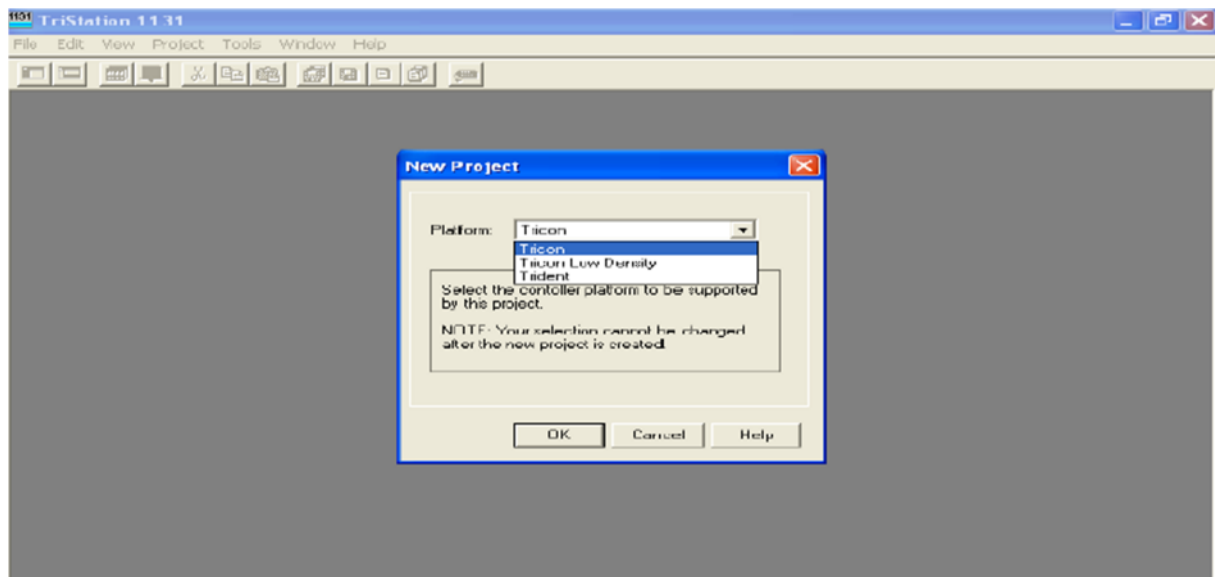 1131 TriStation 1131
File Edit View Project Tools Window Help
New Project
Platform: Tricon
Tricon
Tricon Low Density
Trident
Select the contoller platform to be supported
by this project.
NOTE: Your selection cannot be changed
after the new project is created.
OK Cancel Help